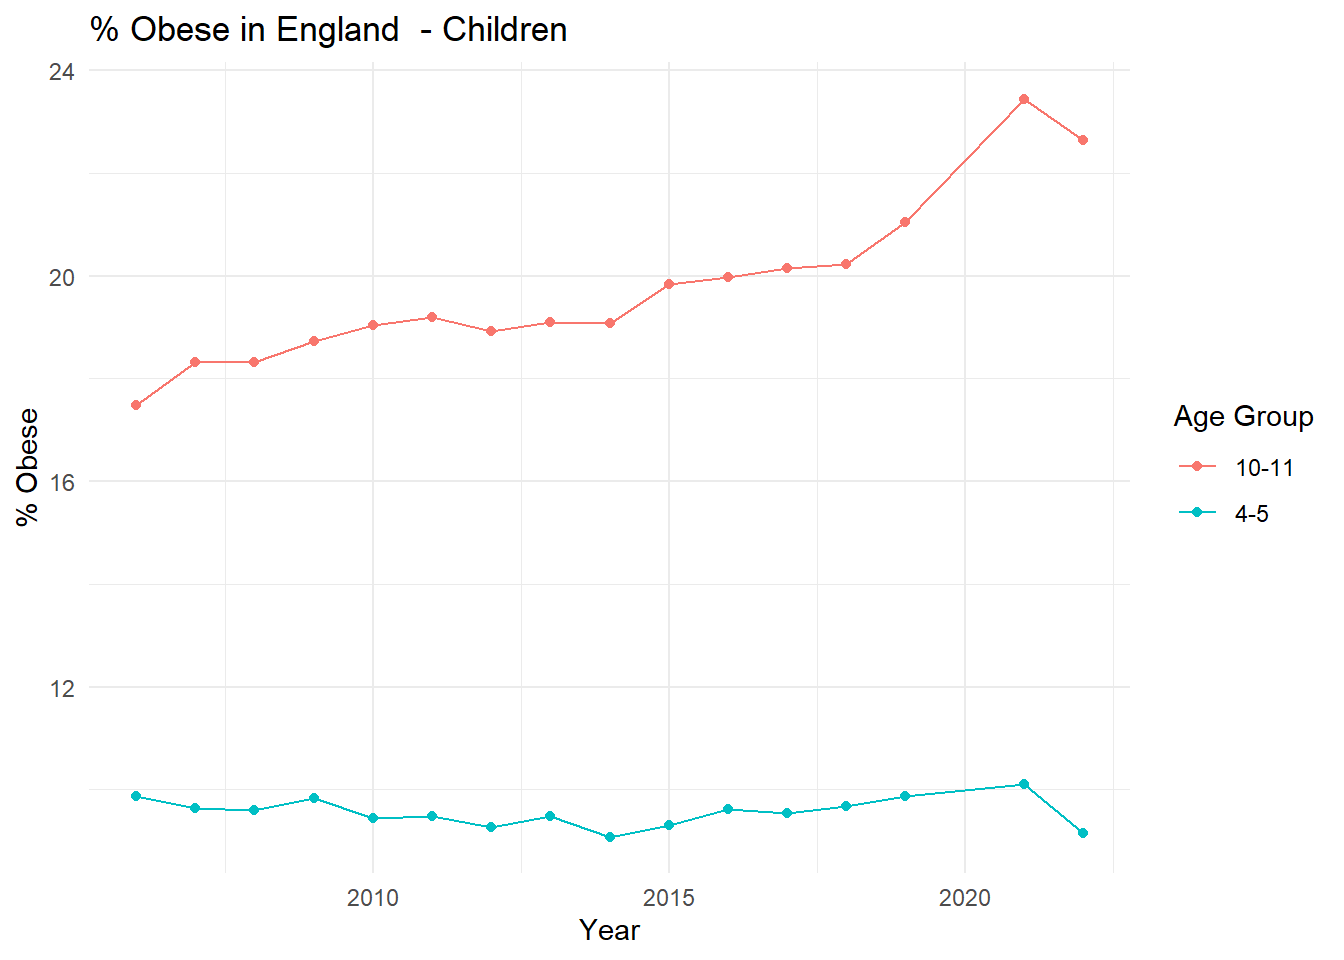 % Obese in England  - Children
24
20
16
12
% Obese
2010
2015
2020
Year
Age Group
10-11
4-5